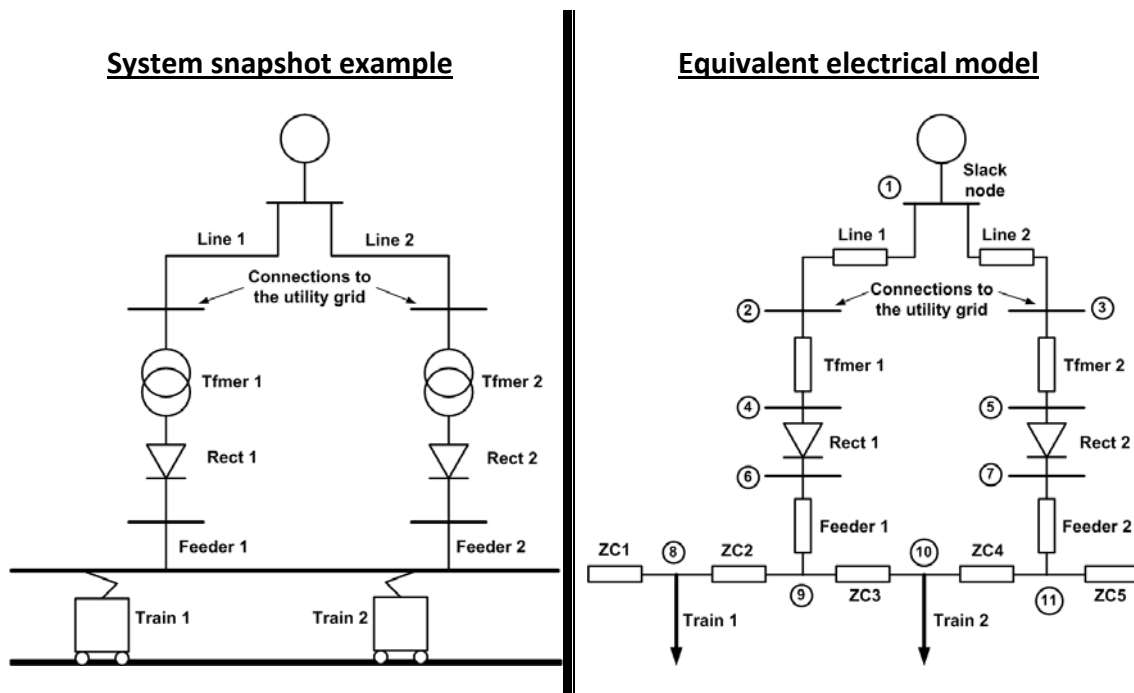 System snapshot example
Line 1
Line 2
Connections to
the utility grid
Tfmer 1
Tfmer 2
Rect 1
Rect 2
Feeder 1
Feeder 2
Train 1
Train 2
Equivalent electrical model
Slack
node
1
Line 1
Line 2
Connections to
the utility grid
2
3
Tfmer 1
Tfmer 2
4
5
Rect 1
Rect 2
6
7
Feeder 1
Feeder 2
ZC1
8
ZC2
10
ZC4
9
ZC3
11
ZC5
Train 1
Train 2